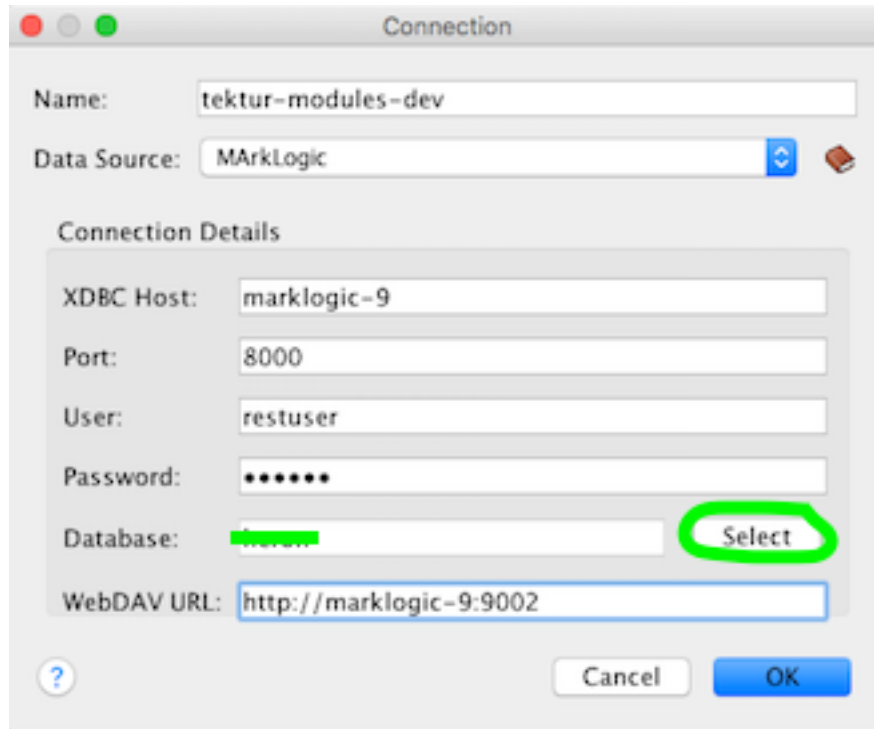 Connection
Name: tektur-modules-dev
Data Source: MArkLogic
Connection Details
XDBC Host: marklogic-9
Port: 8000
User: restuser
Password: ••••••
Database: Select
WebDAV URL: http://marklogic-9:9002
? Cancel OK